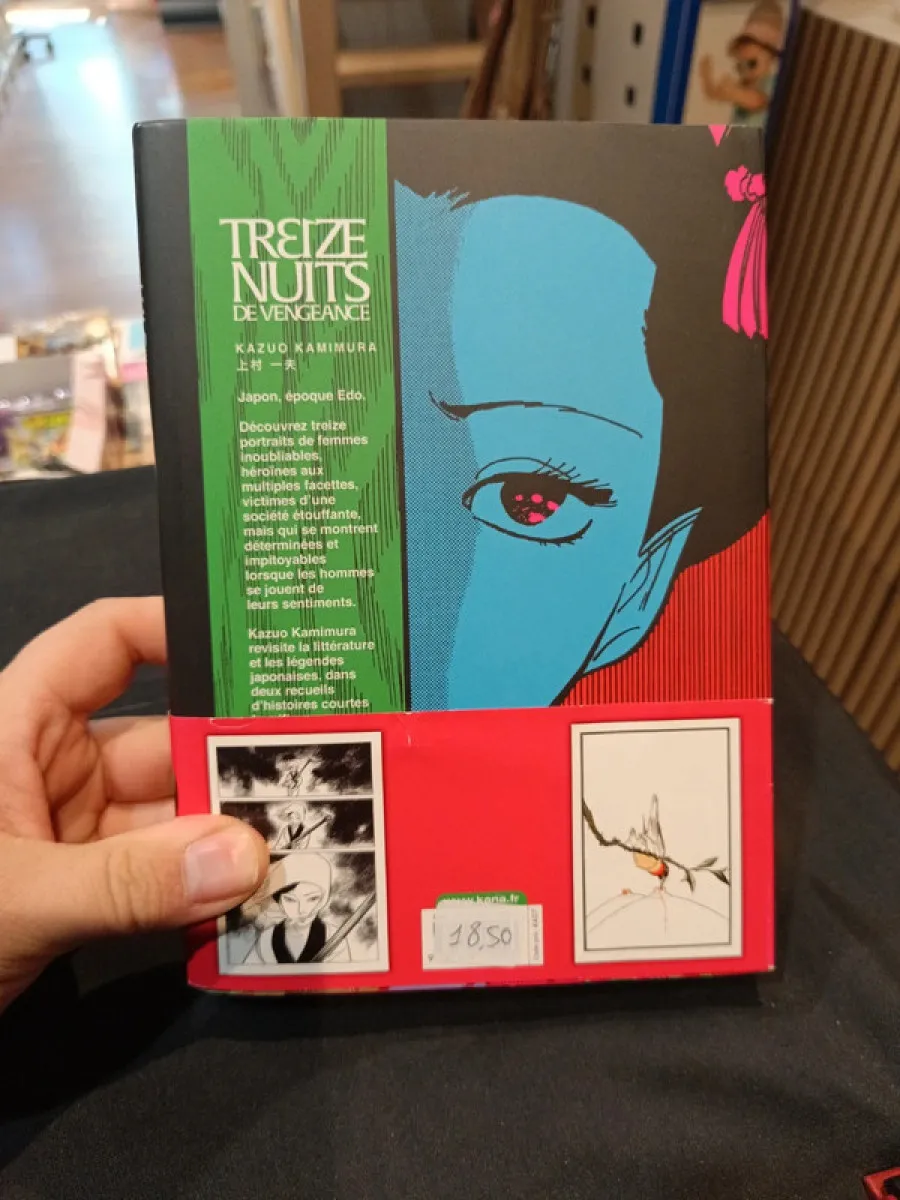 TREIZE
NUITS
DE VENGEANCE
KAZUO KAMIMURA
上村 一夫
Japon, époque Edo.
Découvrez treize
portraits de femmes
inoubliables,
héroïnes aux
multiples facettes,
victimes d'une
société étouffante,
mais qui se montrent
déterminées et
impitoyables
lorsque les hommes
se jouent de
leurs sentiments.
Kazuo Kamimura
revisite la littérature
et les légendes
japonaises, dans
deux recueils
d'histoires courtes
www.kana.fr
18,50